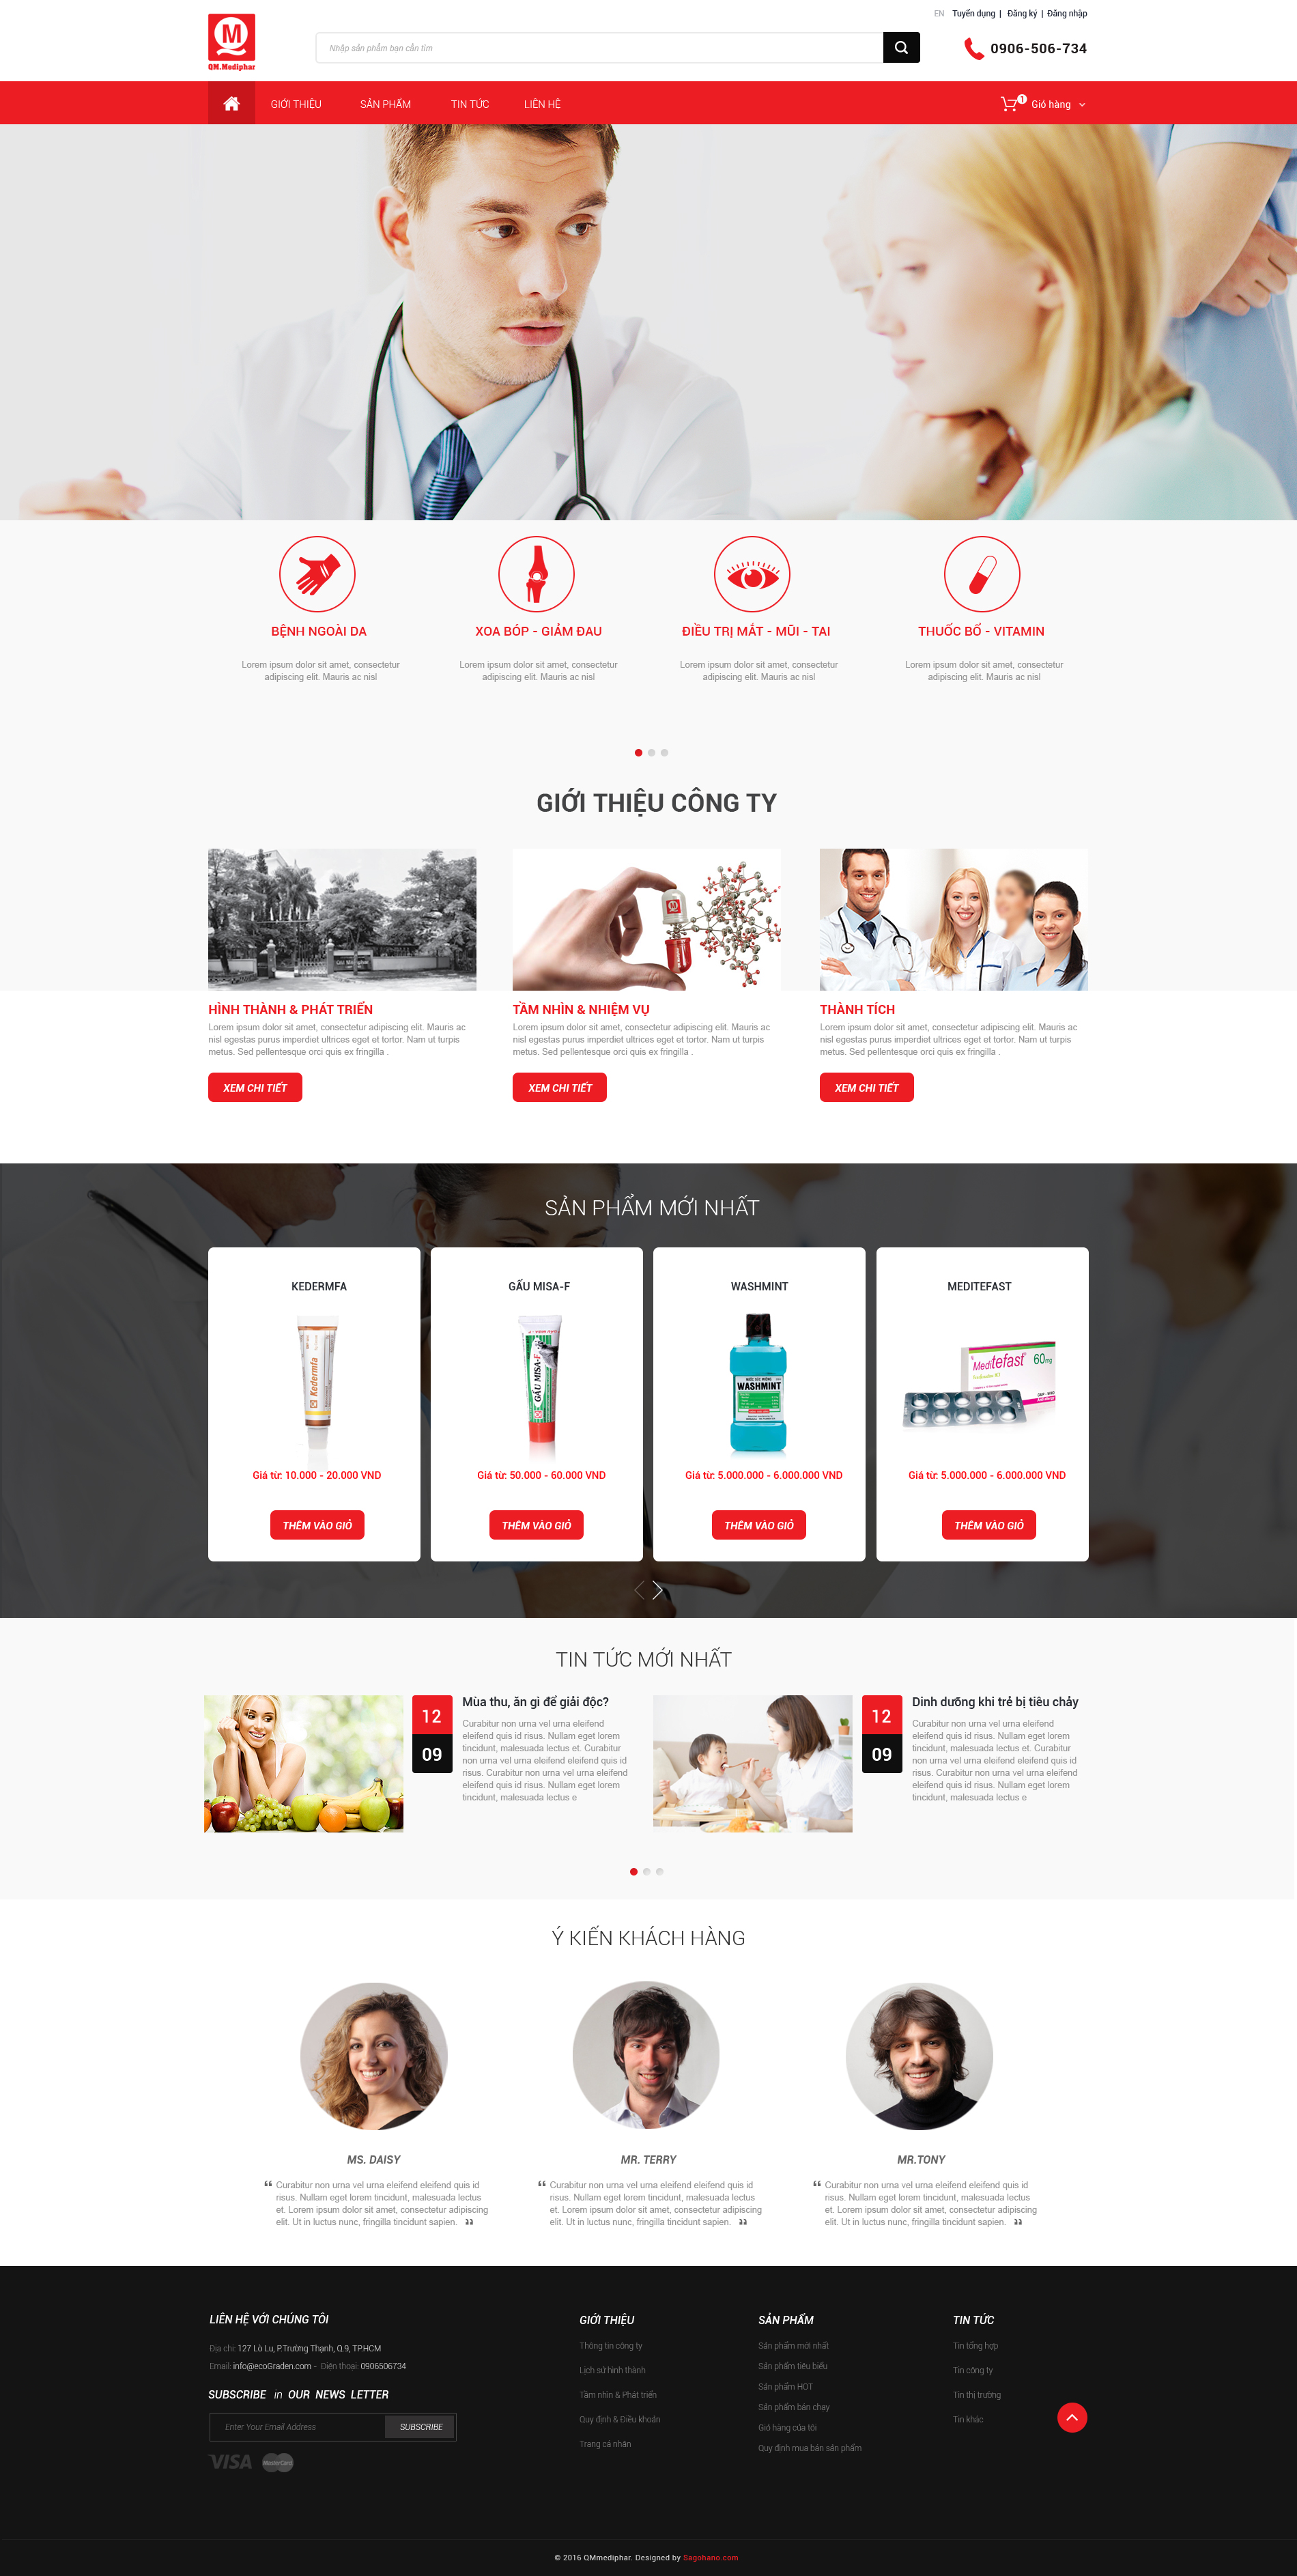 EN Tuyển dụng | Đăng ký | Đăng nhập
M
QM.Mediphar
Nhập sản phẩm bạn cần tìm
0906-506-734
GIỚI THIỆU SẢN PHẨM TIN TỨC LIÊN HỆ
1 Giỏ hàng
BỆNH NGOÀI DA
Lorem ipsum dolor sit amet, consectetur
adipiscing elit. Mauris ac nisl
XOA BÓP - GIẢM ĐAU
Lorem ipsum dolor sit amet, consectetur
adipiscing elit. Mauris ac nisl
ĐIỀU TRỊ MẮT - MŨI - TAI
Lorem ipsum dolor sit amet, consectetur
adipiscing elit. Mauris ac nisl
THUỐC BỔ - VITAMIN
Lorem ipsum dolor sit amet, consectetur
adipiscing elit. Mauris ac nisl
GIỚI THIỆU CÔNG TY
HÌNH THÀNH & PHÁT TRIỂN
Lorem ipsum dolor sit amet, consectetur adipiscing elit. Mauris ac
nisl egestas purus imperdiet ultrices eget et tortor. Nam ut turpis
metus. Sed pellentesque orci quis ex fringilla .
XEM CHI TIẾT
TẦM NHÌN & NHIỆM VỤ
Lorem ipsum dolor sit amet, consectetur adipiscing elit. Mauris ac
nisl egestas purus imperdiet ultrices eget et tortor. Nam ut turpis
metus. Sed pellentesque orci quis ex fringilla .
XEM CHI TIẾT
THÀNH TÍCH
Lorem ipsum dolor sit amet, consectetur adipiscing elit. Mauris ac
nisl egestas purus imperdiet ultrices eget et tortor. Nam ut turpis
metus. Sed pellentesque orci quis ex fringilla .
XEM CHI TIẾT
SẢN PHẨM MỚI NHẤT
KEDERMFA
Kedermfa
Giá từ: 10.000 - 20.000 VND
THÊM VÀO GIỎ
GẤU MISA-F
GẤU MISA-F
Giá từ: 50.000 - 60.000 VND
THÊM VÀO GIỎ
WASHMINT
WASHMINT
Giá từ: 5.000.000 - 6.000.000 VND
THÊM VÀO GIỎ
MEDITEFAST
Meditefast 60mg
Giá từ: 5.000.000 - 6.000.000 VND
THÊM VÀO GIỎ
TIN TỨC MỚI NHẤT
12
09
Mùa thu, ăn gì để giải độc?
Curabitur non urna vel urna eleifend
eleifend quis id risus. Nullam eget lorem
tincidunt, malesuada lectus et. Curabitur
non urna vel urna eleifend eleifend quis id
risus. Curabitur non urna vel urna eleifend
eleifend quis id risus. Nullam eget lorem
tincidunt, malesuada lectus e
12
09
Dinh dưỡng khi trẻ bị tiêu chảy
Curabitur non urna vel urna eleifend
eleifend quis id risus. Nullam eget lorem
tincidunt, malesuada lectus et. Curabitur
non urna vel urna eleifend eleifend quis id
risus. Curabitur non urna vel urna eleifend
eleifend quis id risus. Nullam eget lorem
tincidunt, malesuada lectus e
Ý KIẾN KHÁCH HÀNG
MS. DAISY
“ Curabitur non urna vel urna eleifend eleifend quis id
risus. Nullam eget lorem tincidunt, malesuada lectus
et. Lorem ipsum dolor sit amet, consectetur adipiscing
elit. Ut in luctus nunc, fringilla tincidunt sapien. ”
MR. TERRY
“ Curabitur non urna vel urna eleifend eleifend quis id
risus. Nullam eget lorem tincidunt, malesuada lectus
et. Lorem ipsum dolor sit amet, consectetur adipiscing
elit. Ut in luctus nunc, fringilla tincidunt sapien. ”
MR.TONY
“ Curabitur non urna vel urna eleifend eleifend quis id
risus. Nullam eget lorem tincidunt, malesuada lectus
et. Lorem ipsum dolor sit amet, consectetur adipiscing
elit. Ut in luctus nunc, fringilla tincidunt sapien. ”
LIÊN HỆ VỚI CHÚNG TÔI
Địa chỉ: 127 Lò Lu, P.Trường Thạnh, Q.9, TP.HCM
Email: info@ecoGraden.com - Điện thoại: 0906506734
SUBSCRIBE in OUR NEWS LETTER
Enter Your Email Address SUBSCRIBE
VISA MasterCard
GIỚI THIỆU
Thông tin công ty
Lịch sử hình thành
Tầm nhìn & Phát triển
Quy định & Điều khoản
Trang cá nhân
SẢN PHẨM
Sản phẩm mới nhất
Sản phẩm tiêu biểu
Sản phẩm HOT
Sản phẩm bán chạy
Giỏ hàng của tôi
Quy định mua bán sản phẩm
TIN TỨC
Tin tổng hợp
Tin công ty
Tin thị trường
Tin khác
© 2016 QMmediphar. Designed by Sagohano.com